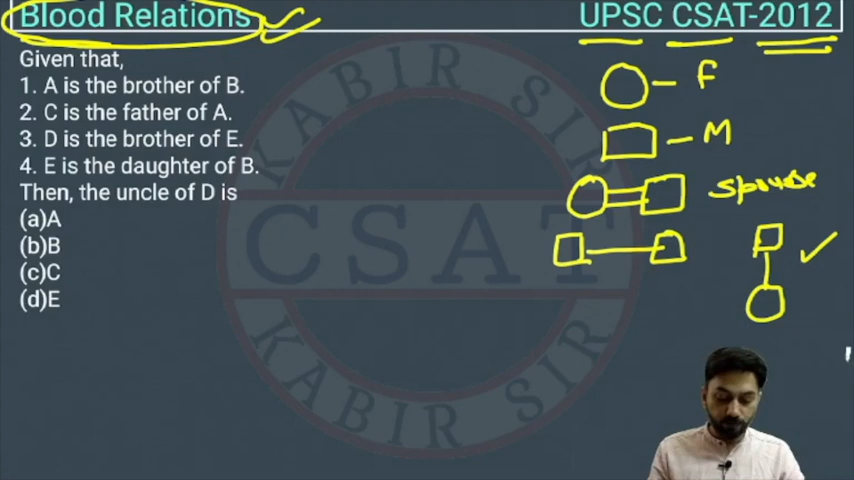 Blood Relations
UPSC CSAT-2012
Given that,
1. A is the brother of B.
2. C is the father of A.
3. D is the brother of E.
4. E is the daughter of B.
Then, the uncle of D is
(a)A
(b)B
(c)C
(d)E
F
M
Spouse
KABIR SIR
CSAT
KABIR SIR